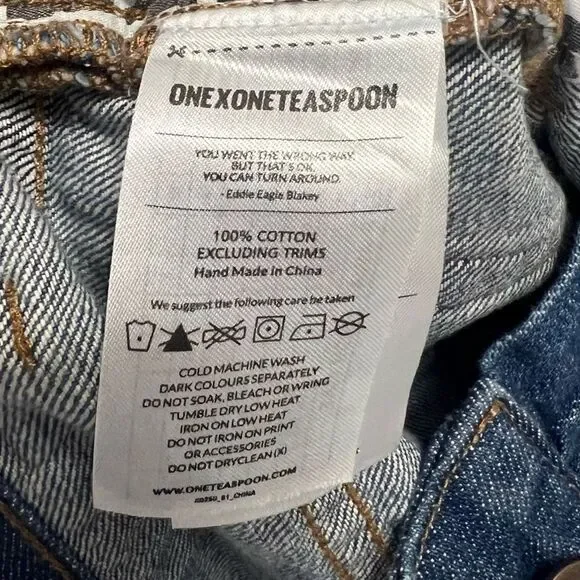 ONEXONETEASPOON
YOU WENT THE WRONG WAY.
BUT THAT'S OK,
YOU CAN TURN AROUND.
- Eddie Eagle Blakey
100% COTTON
EXCLUDING TRIMS
Hand Made in China
We suggest the following care be taken
COLD MACHINE WASH
DARK COLOURS SEPARATELY
DO NOT SOAK, BLEACH OR WRING
TUMBLE DRY LOW HEAT
IRON ON LOW HEAT
DO NOT IRON ON PRINT
OR ACCESSORIES
DO NOT DRYCLEAN (X)
WWW.ONETEASPOON.COM
CHINA